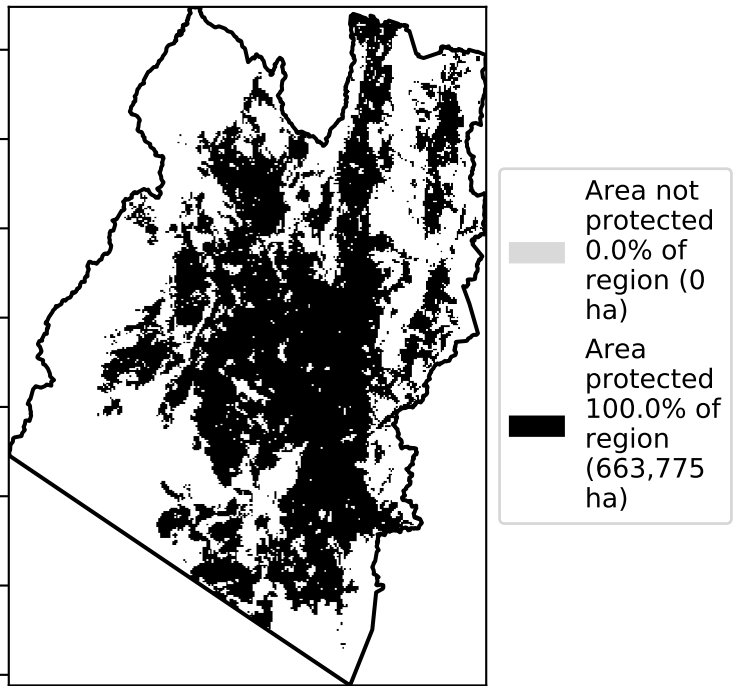 Area not
protected
0.0% of
region (0
ha)
Area
protected
100.0% of
region
(663,775
ha)